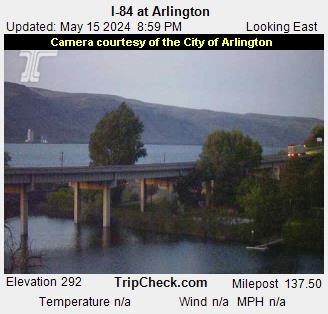 I-84 at Arlington
Updated: May 15 2024 8:59 PM Looking East
Camera courtesy of the City of Arlington
Elevation 292 TripCheck.com Milepost 137.50
Temperature n/a Wind n/a MPH n/a